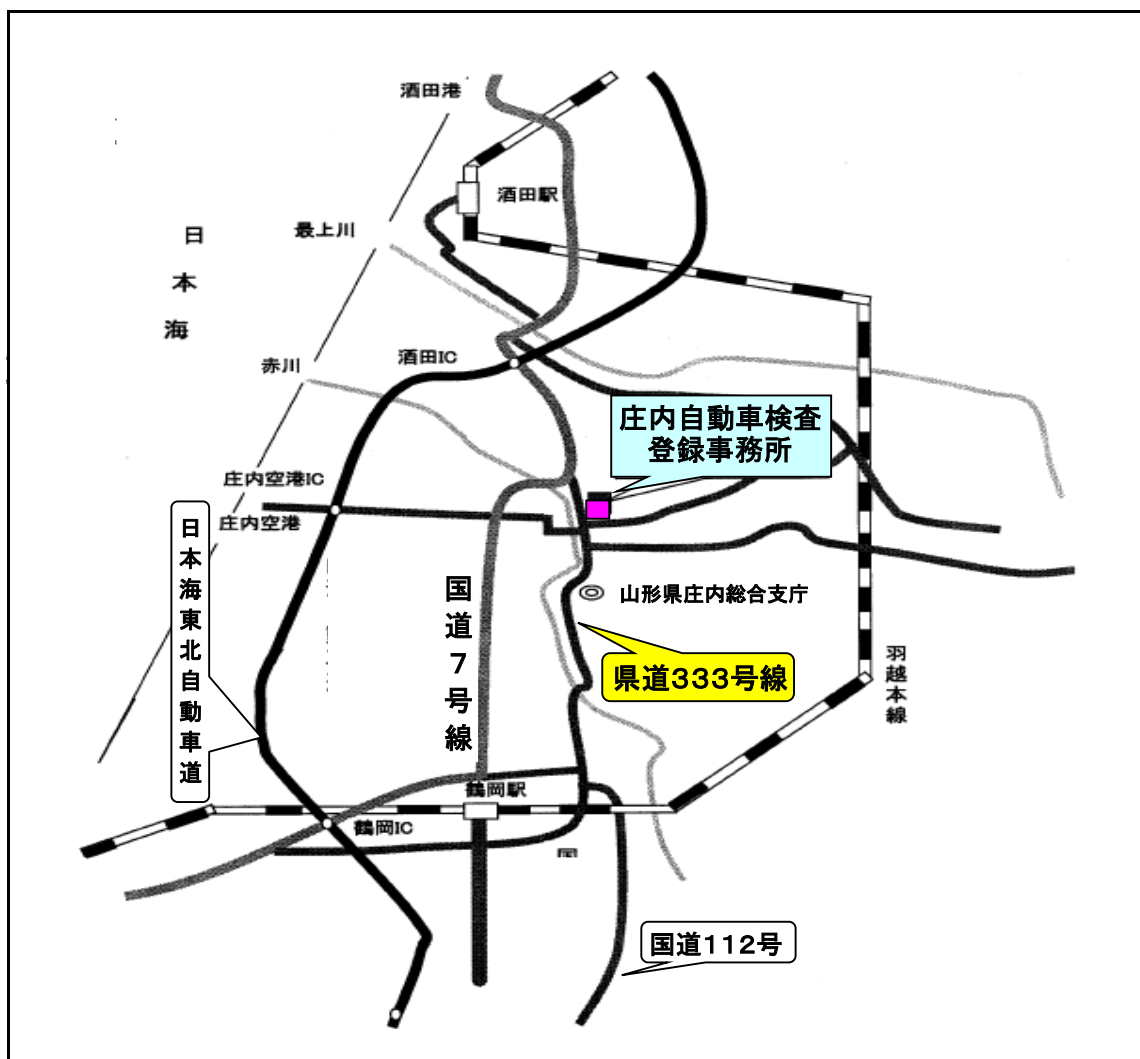 酒田港
酒田駅
最上川
日本海
酒田IC
赤川
庄内自動車検査
登録事務所
庄内空港IC
庄内空港
日本海東北自動車道
国道7号線
山形県庄内総合支庁
県道333号線
羽越本線
鶴岡駅
鶴岡IC
国道112号